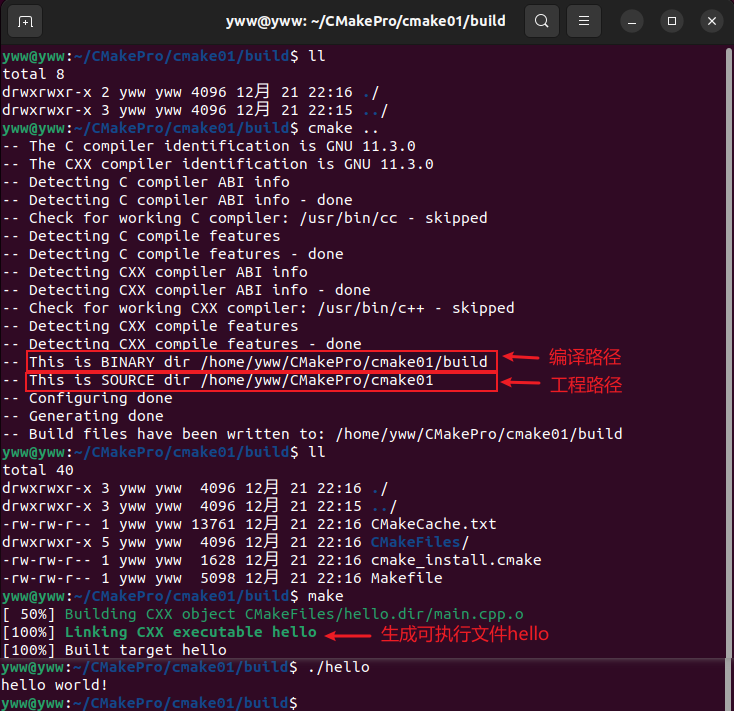 yww@yww: ~/CMakePro/cmake01/build
yww@yww:~/CMakePro/cmake01/build$ ll
total 8
drwxrwxr-x 2 yww yww 4096 12月 21 22:16 ./
drwxrwxr-x 3 yww yww 4096 12月 21 22:15 ../
yww@yww:~/CMakePro/cmake01/build$ cmake ..
-- The C compiler identification is GNU 11.3.0
-- The CXX compiler identification is GNU 11.3.0
-- Detecting C compiler ABI info
-- Detecting C compiler ABI info - done
-- Check for working C compiler: /usr/bin/cc - skipped
-- Detecting C compile features
-- Detecting C compile features - done
-- Detecting CXX compiler ABI info
-- Detecting CXX compiler ABI info - done
-- Check for working CXX compiler: /usr/bin/c++ - skipped
-- Detecting CXX compile features
-- Detecting CXX compile features - done
-- This is BINARY dir /home/yww/CMakePro/cmake01/build 编译路径
-- This is SOURCE dir /home/yww/CMakePro/cmake01 工程路径
-- Configuring done
-- Generating done
-- Build files have been written to: /home/yww/CMakePro/cmake01/build
yww@yww:~/CMakePro/cmake01/build$ ll
total 40
drwxrwxr-x 3 yww yww  4096 12月 21 22:16 ./
drwxrwxr-x 3 yww yww  4096 12月 21 22:15 ../
-rw-rw-r-- 1 yww yww 13761 12月 21 22:16 CMakeCache.txt
drwxrwxr-x 5 yww yww  4096 12月 21 22:16 CMakeFiles/
-rw-rw-r-- 1 yww yww  1628 12月 21 22:16 cmake_install.cmake
-rw-rw-r-- 1 yww yww  5098 12月 21 22:16 Makefile
yww@yww:~/CMakePro/cmake01/build$ make
[ 50%] Building CXX object CMakeFiles/hello.dir/main.cpp.o
[100%] Linking CXX executable hello 生成可执行文件hello
[100%] Built target hello
yww@yww:~/CMakePro/cmake01/build$ ./hello
hello world!
yww@yww:~/CMakePro/cmake01/build$